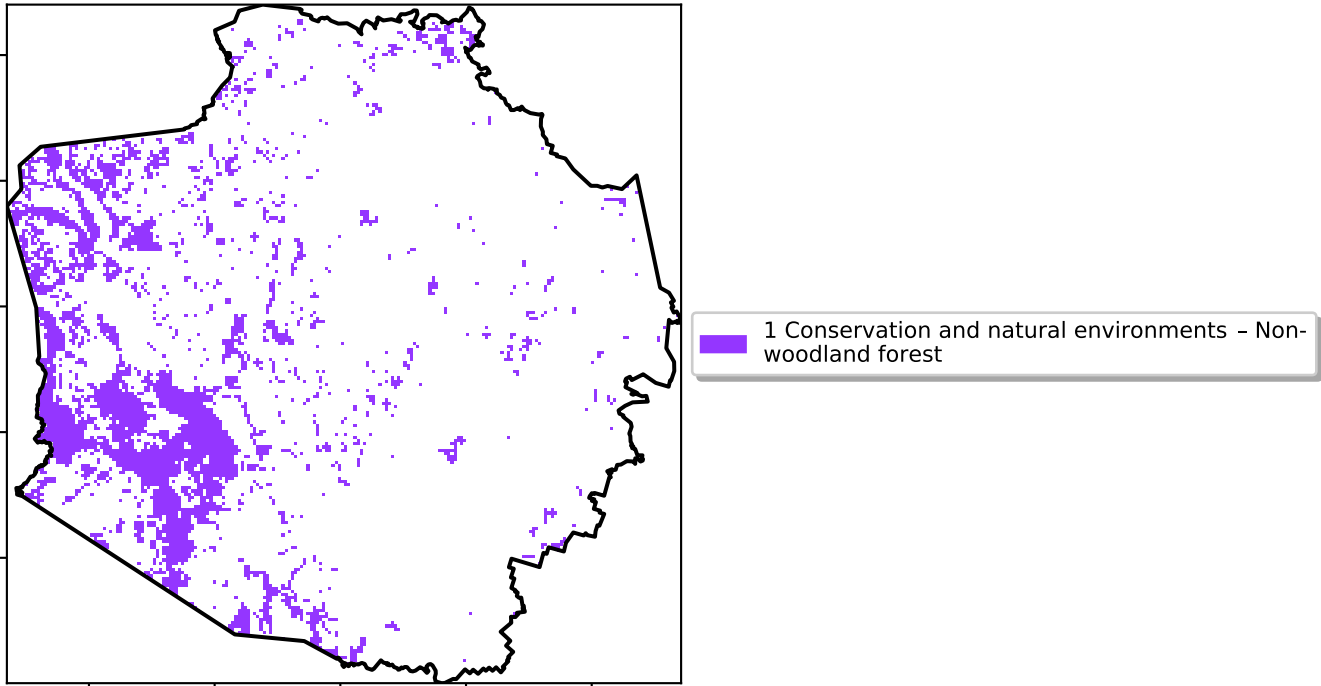 1 Conservation and natural environments – Non-
woodland forest